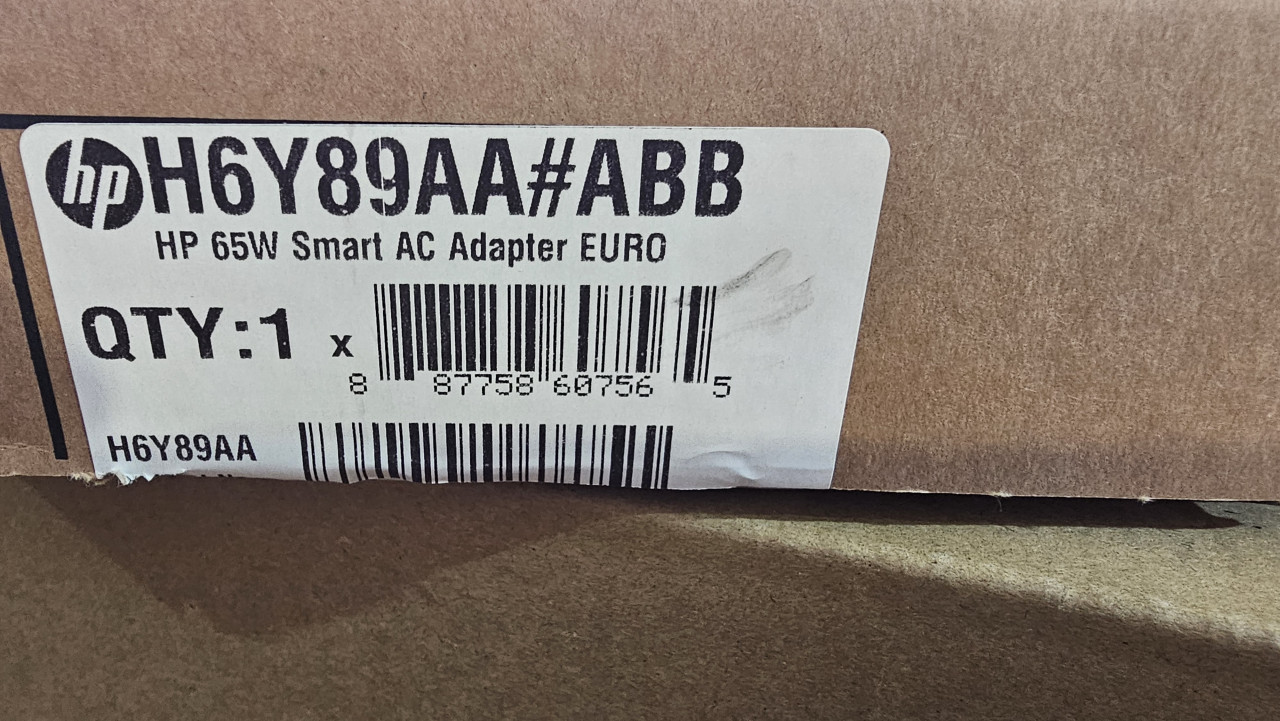 hp H6Y89AA#ABB
HP 65W Smart AC Adapter EURO
QTY:1 x
8 87758 60756 5
H6Y89AA